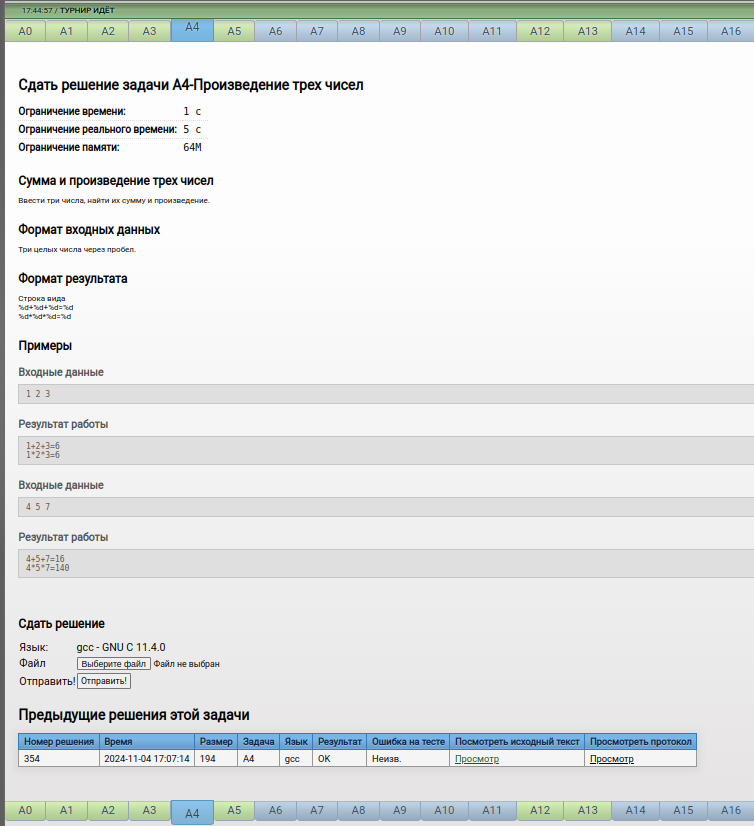 17:44:57 / ТУРНИР ИДЁТ
A0 A1 A2 A3 A4 A5 A6 A7 A8 A9 A10 A11 A12 A13 A14 A15 A16
Сдать решение задачи A4-Произведение трех чисел
Ограничение времени: 1 с
Ограничение реального времени: 5 с
Ограничение памяти: 64M
Сумма и произведение трех чисел
Ввести три числа, найти их сумму и произведение.
Формат входных данных
Три целых числа через пробел.
Формат результата
Строка вида
%d+%d+%d=%d
%d*%d*%d=%d
Примеры
Входные данные
1 2 3
Результат работы
1+2+3=6
1*2*3=6
Входные данные
4 5 7
Результат работы
4+5+7=16
4*5*7=140
Сдать решение
Язык: gcc - GNU C 11.4.0
Файл Выберите файл Файл не выбран
Отправить! Отправить!
Предыдущие решения этой задачи
Номер решения Время Размер Задача Язык Результат Ошибка на тесте Посмотреть исходный текст Просмотреть протокол
354 2024-11-04 17:07:14 194 A4 gcc OK Неизв. Просмотр Просмотр
A0 A1 A2 A3 A4 A5 A6 A7 A8 A9 A10 A11 A12 A13 A14 A15 A16